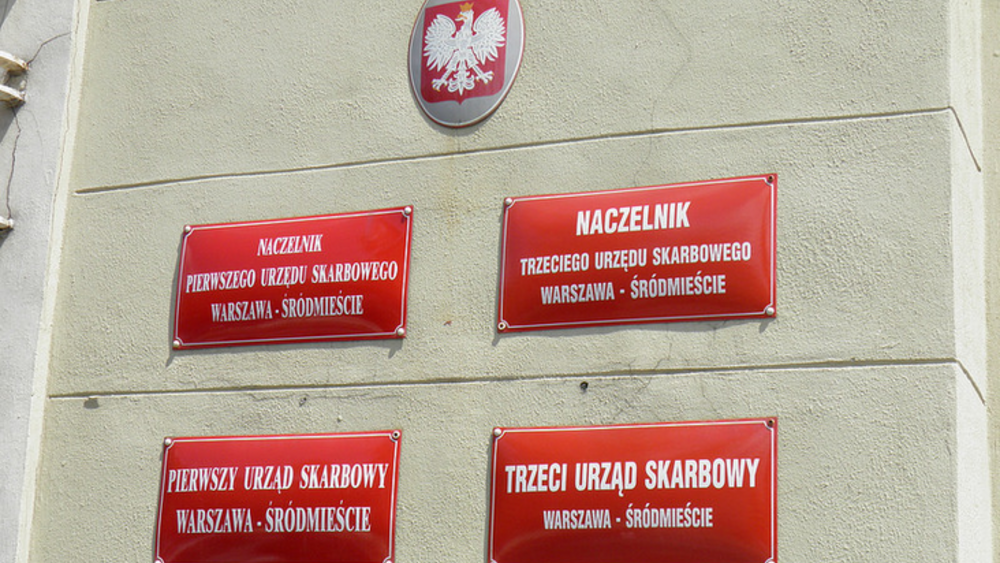 NACZELNIK
PIERWSZEGO URZĘDU SKARBOWEGO
WARSZAWA - ŚRÓDMIEŚCIE
NACZELNIK
TRZECIEGO URZĘDU SKARBOWEGO
WARSZAWA - ŚRÓDMIEŚCIE
PIERWSZY URZĄD SKARBOWY
WARSZAWA - ŚRÓDMIEŚCIE
TRZECI URZĄD SKARBOWY
WARSZAWA - ŚRÓDMIEŚCIE